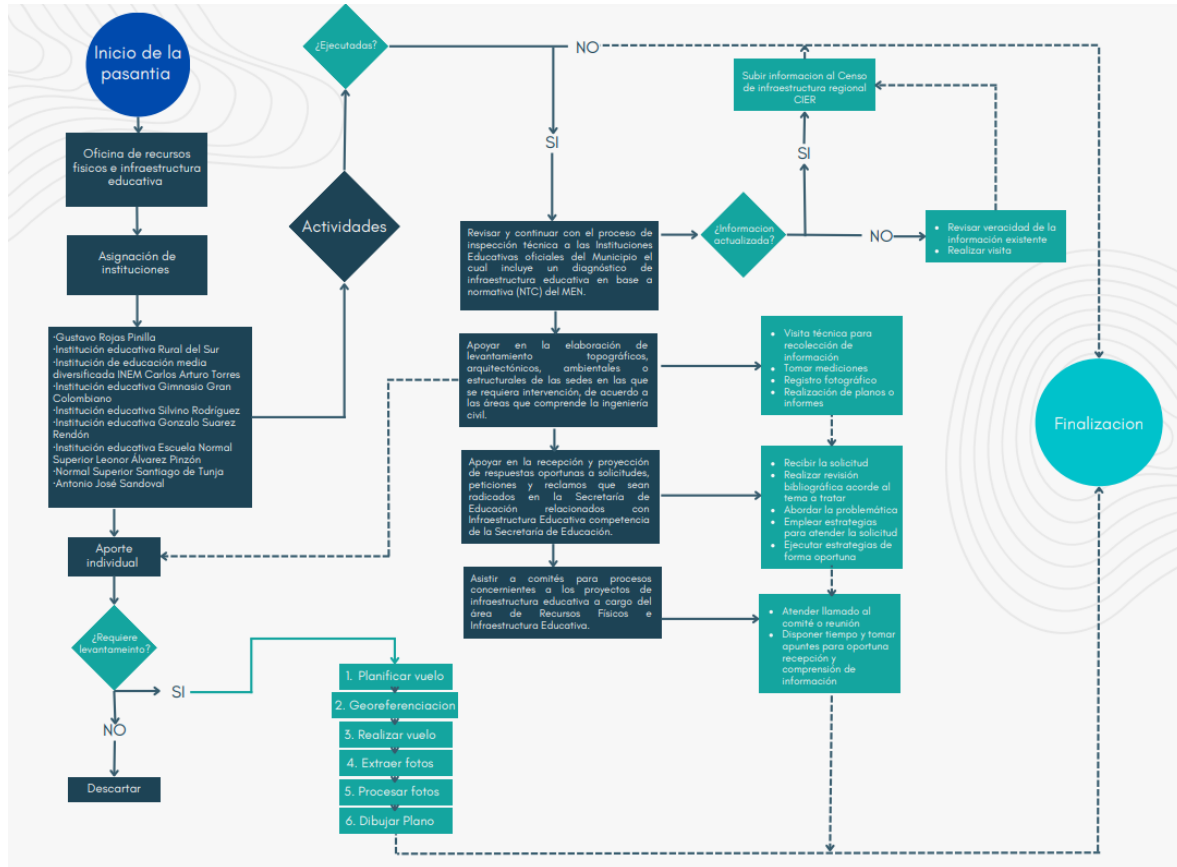 Inicio de la
pasantia
Oficina de recursos
físicos e infraestructura
educativa
Asignación de
instituciones
·Gustavo Rojas Pinilla
·Institución educativa Rural del Sur
·Institución de educación media
diversificada INEM Carlos Arturo Torres
·Institución educativa Gimnasio Gran
Colombiano
·Institución educativa Silvino Rodríguez
·Institución educativa Gonzalo Suarez
Rendón
·Institución educativa Escuela Normal
Superior Leonor Álvarez Pinzón
·Normal Superior Santiago de Tunja
·Antonio José Sandoval
Aporte
individual
¿Requiere
levantameinto?
SI
NO
Descartar
1. Planificar vuelo
2. Georeferenciacion
3. Realizar vuelo
4. Extraer fotos
5. Procesar fotos
6. Dibujar Plano
Actividades
¿Ejecutadas?
NO
SI
Revisar y continuar con el proceso de
inspección técnica a las Instituciones
Educativas oficiales del Municipio el
cual incluye un diagnóstico de
infraestructura educativa en base a
normativa (NTC) del MEN.
¿Informacion
actualizada?
SI
NO
Subir informacion al Censo
de infraestructura regional
CIER
• Revisar veracidad de la
información existente
• Realizar visita
Apoyar en la elaboración de
levantamiento topográficos,
arquitectónicos, ambientales o
estructurales de las sedes en las que
se requiera intervención, de acuerdo a
las áreas que comprende la ingeniería
civil.
• Visita técnica para
recolección de
información
• Tomar mediciones
• Registro fotográfico
• Realización de planos o
informes
Apoyar en la recepción y proyección
de respuestas oportunas a solicitudes,
peticiones y reclamos que sean
radicados en la Secretaría de
Educación relacionados con
Infraestructura Educativa competencia
de la Secretaría de Educación.
• Recibir la solicitud
• Realizar revisión
bibliográfica acorde al
tema a tratar
• Abordar la problemática
• Emplear estrategias
para atender la solicitud
• Ejecutar estrategias de
forma oportuna
Asistir a comités para procesos
concernientes a los proyectos de
infraestructura educativa a cargo del
área de Recursos Físicos e
Infraestructura Educativa.
• Atender llamado al
comité o reunión
• Disponer tiempo y tomar
apuntes para oportuna
recepción y
comprensión de
información
Finalizacion